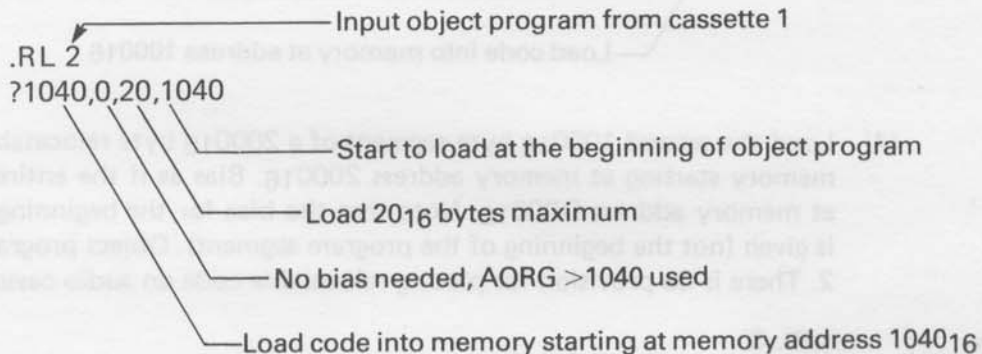 Input object program from cassette 1
.RL 2
?1040,0,20,1040
Start to load at the beginning of object program
Load 20₁₆ bytes maximum
No bias needed, AORG >1040 used
Load code into memory starting at memory address 1040₁₆